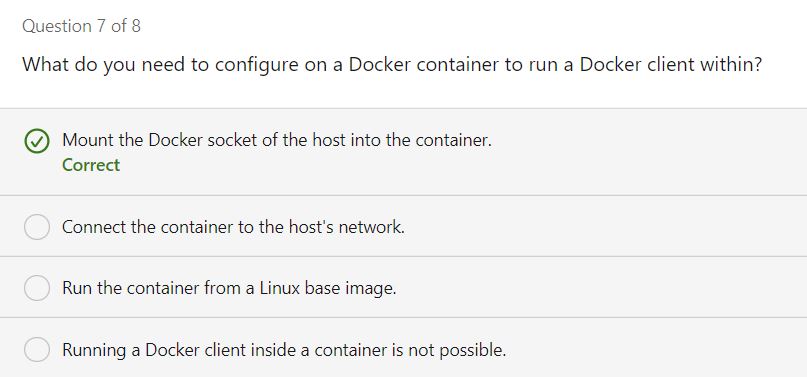 Question 7 of 8
What do you need to configure on a Docker container to run a Docker client within?
Mount the Docker socket of the host into the container.
Correct
Connect the container to the host's network.
Run the container from a Linux base image.
Running a Docker client inside a container is not possible.